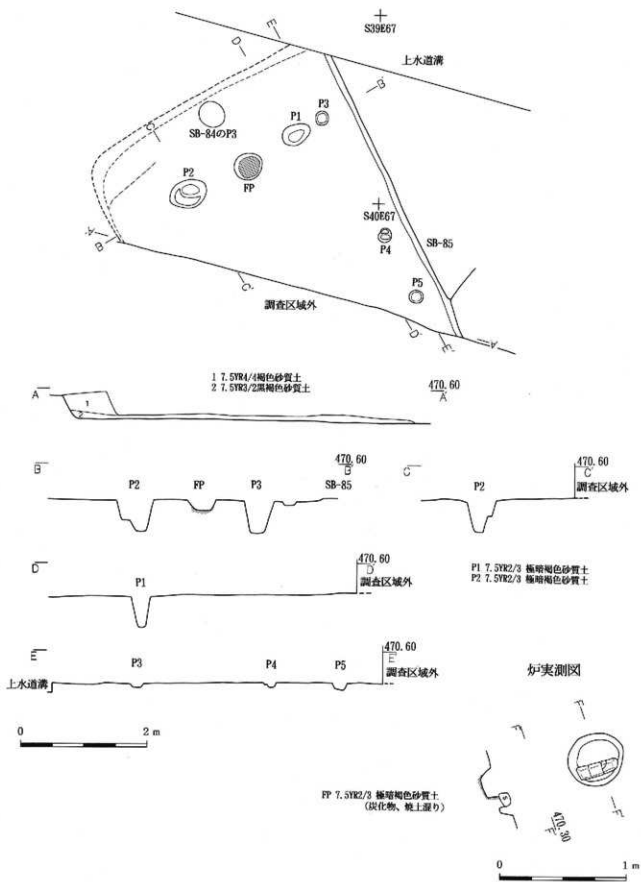 S39E67
上水道溝
E
D
B'
P1
P3
SB-84のP3
C
FP
P2
S40E67
P4
SB-85
A'
B
P5
C'
調査区域外
D'
E'
A
1 7.5YR4/4褐色砂質土
2 7.5YR3/2黒褐色砂質土
470.60
A
A'
1
2
B
P2
FP
P3
470.60
B'
SB-85
C
P2
470.60
C'
調査区域外
D
P1
470.60
D'
調査区域外
P1 7.5YR2/3 極暗褐色砂質土
P2 7.5YR2/3 極暗褐色砂質土
E
上水道溝
P3
P4
P5
470.60
E'
調査区域外
炉実測図
0
2 m
F
F
S
FP 7.5YR2/3 極暗褐色砂質土
(炭化物、焼土混り)
470.30
F'
F'
0
1 m